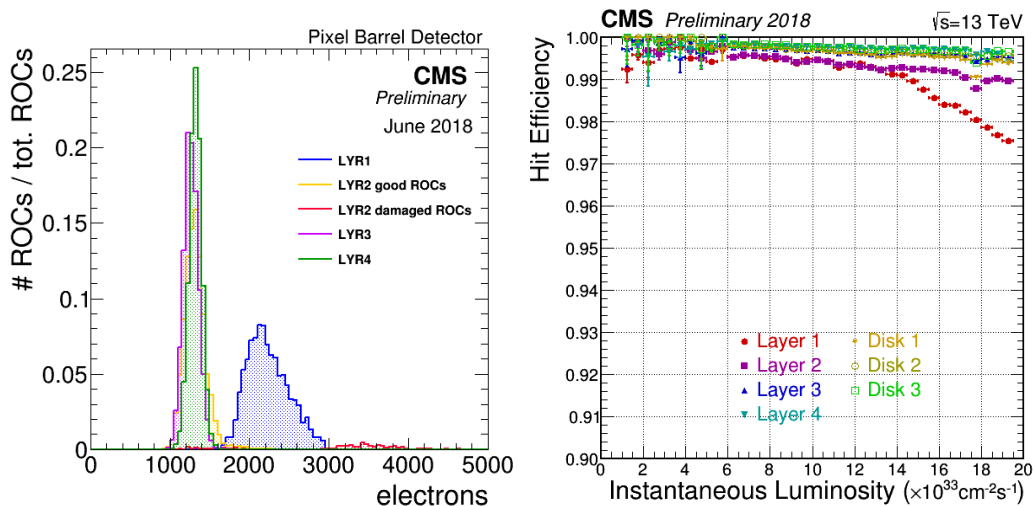 Pixel Barrel Detector
CMS
Preliminary
June 2018
LYR1
LYR2 good ROCs
LYR2 damaged ROCs
LYR3
LYR4
# ROCs / tot. ROCs
0.25
0.2
0.15
0.1
0.05
0
0 1000 2000 3000 4000 5000
electrons
CMS Preliminary 2018 √s=13 TeV
Hit Efficiency
1.00
0.99
0.98
0.97
0.96
0.95
0.94
0.93
0.92
0.91
0.90
Layer 1 Disk 1
Layer 2 Disk 2
Layer 3 Disk 3
Layer 4
0 2 4 6 8 10 12 14 16 18 20
Instantaneous Luminosity (×10³³cm⁻²s⁻¹)